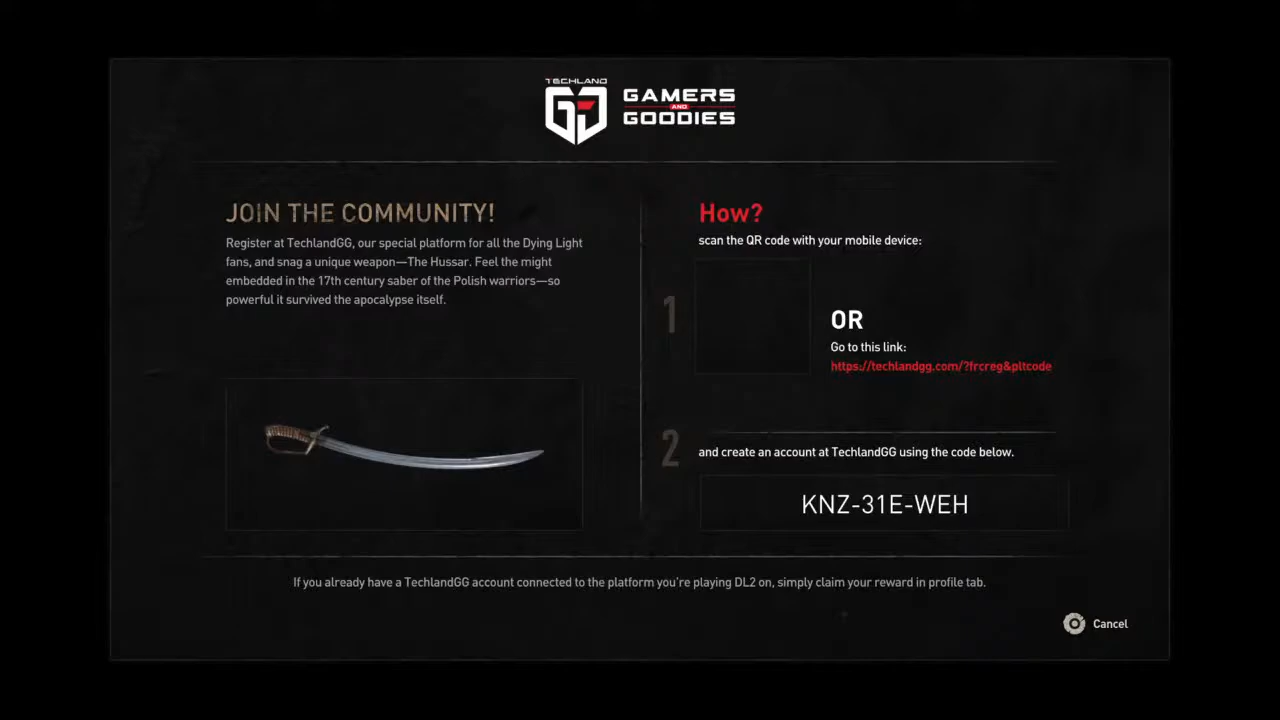 TECHLAND
GAMERS
AND
GOODIES
JOIN THE COMMUNITY!
Register at TechlandGG, our special platform for all the Dying Light
fans, and snag a unique weapon—The Hussar. Feel the might
embedded in the 17th century saber of the Polish warriors—so
powerful it survived the apocalypse itself.
How?
scan the QR code with your mobile device:
1
OR
Go to this link:
https://techlandgg.com/?frcreg&pltcode
2
and create an account at TechlandGG using the code below.
KNZ-31E-WEH
If you already have a TechlandGG account connected to the platform you're playing DL2 on, simply claim your reward in profile tab.
Cancel